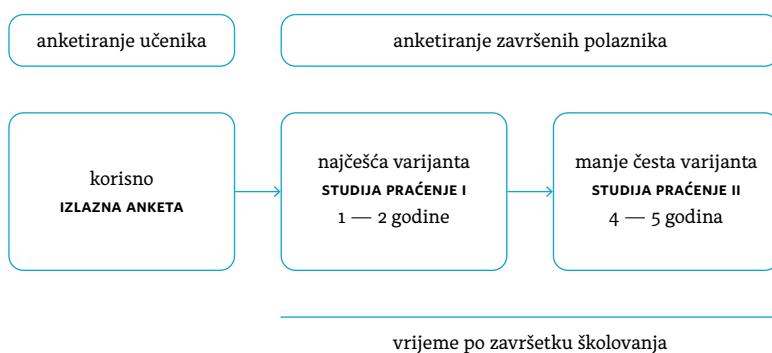 anketiranje učenika
anketiranje završenih polaznika
korisno
IZLAZNA ANKETA
najčešća varijanta
STUDIJA PRAĆENJE I
1 — 2 godine
manje česta varijanta
STUDIJA PRAĆENJE II
4 — 5 godina
vrijeme po završetku školovanja